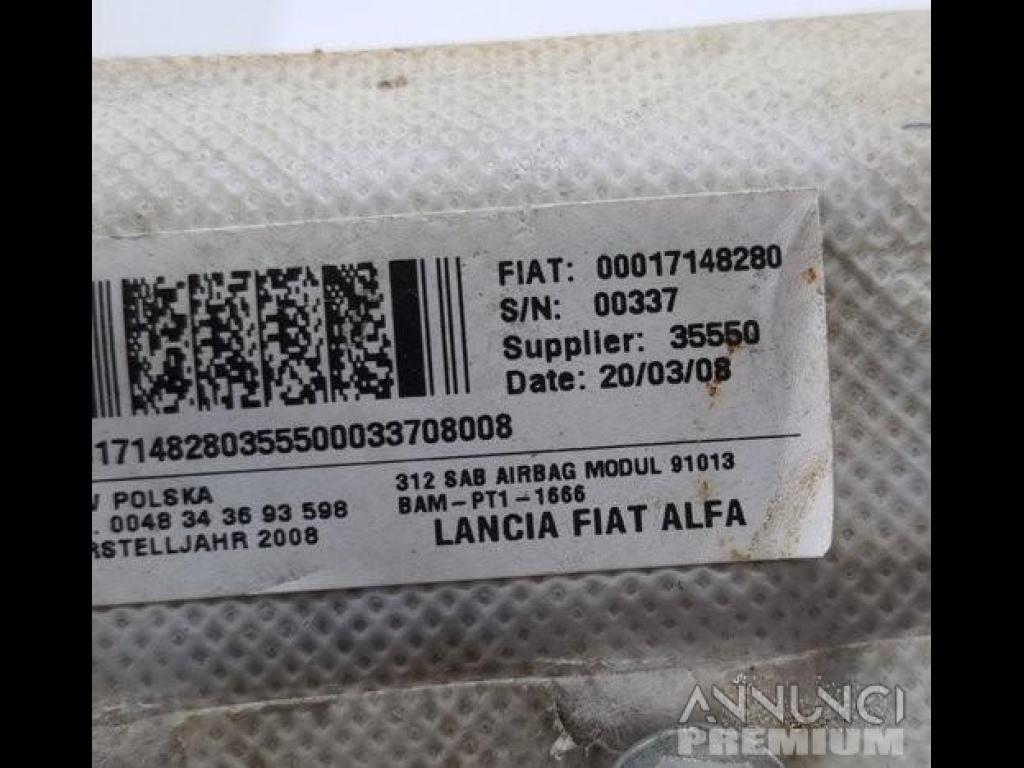 FIAT: 00017148280
S/N: 00337
Supplier: 35550
Date: 20/03/08
17148280355500033708008
POLSKA
0048 34 36 93 598
RSTELLJAHR 2008
312 SAB AIRBAG MODUL 91013
BAM-PT1-1666
LANCIA FIAT ALFA
ANNUNCI
PREMIUM